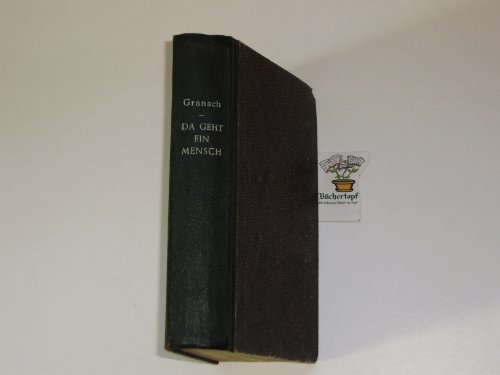 Granach
–
DA GEHT
EIN
MENSCH
Büchertopf